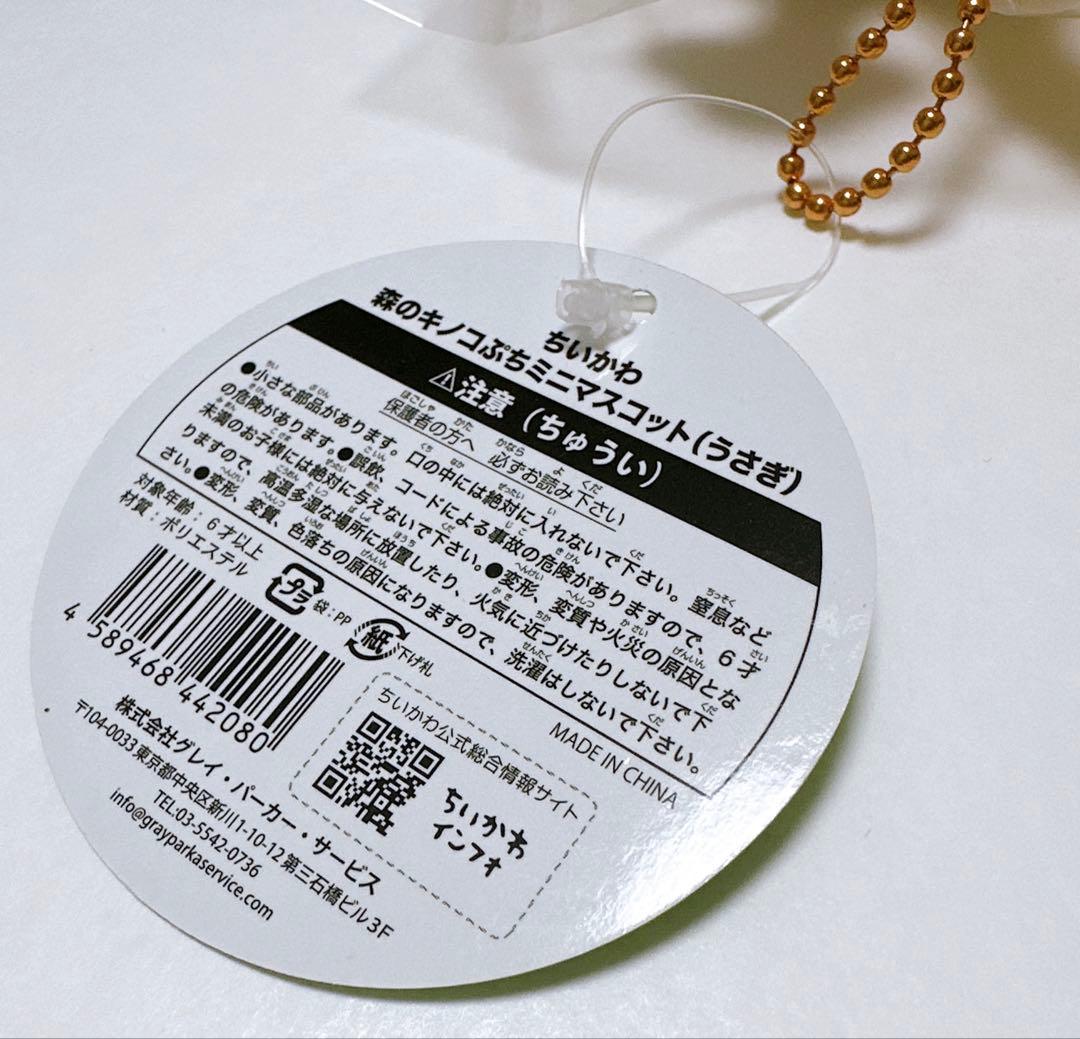 ちいかわ
森のキノコぷちミニマスコット(うさぎ)
⚠注意(ちゅうい)
保護者の方へ 必ずお読み下さい
●小さな部品があります。口の中には絶対に入れないで下さい。窒息など
の危険があります。●誤飲、コードによる事故の危険がありますので、6才
未満のお子様には絶対に与えないで下さい。●変形、変質や火災の原因とな
りますので、高温多湿な場所に放置したり、火気に近づけたりしないで下
さい。●変形、変質、色落ちの原因になりますので、洗濯はしないで下さい。
対象年齢:6才以上
材質:ポリエステル
MADE IN CHINA
プラ 袋:PP
紙 下げ札
4 589468 442080
ちいかわ公式総合情報サイト
ちいかわ
インフォ
株式会社グレイ・パーカー・サービス
〒104-0033 東京都中央区新川1-10-12 第三石橋ビル3F
TEL:03-5542-0736
info@grayparkaservice.com